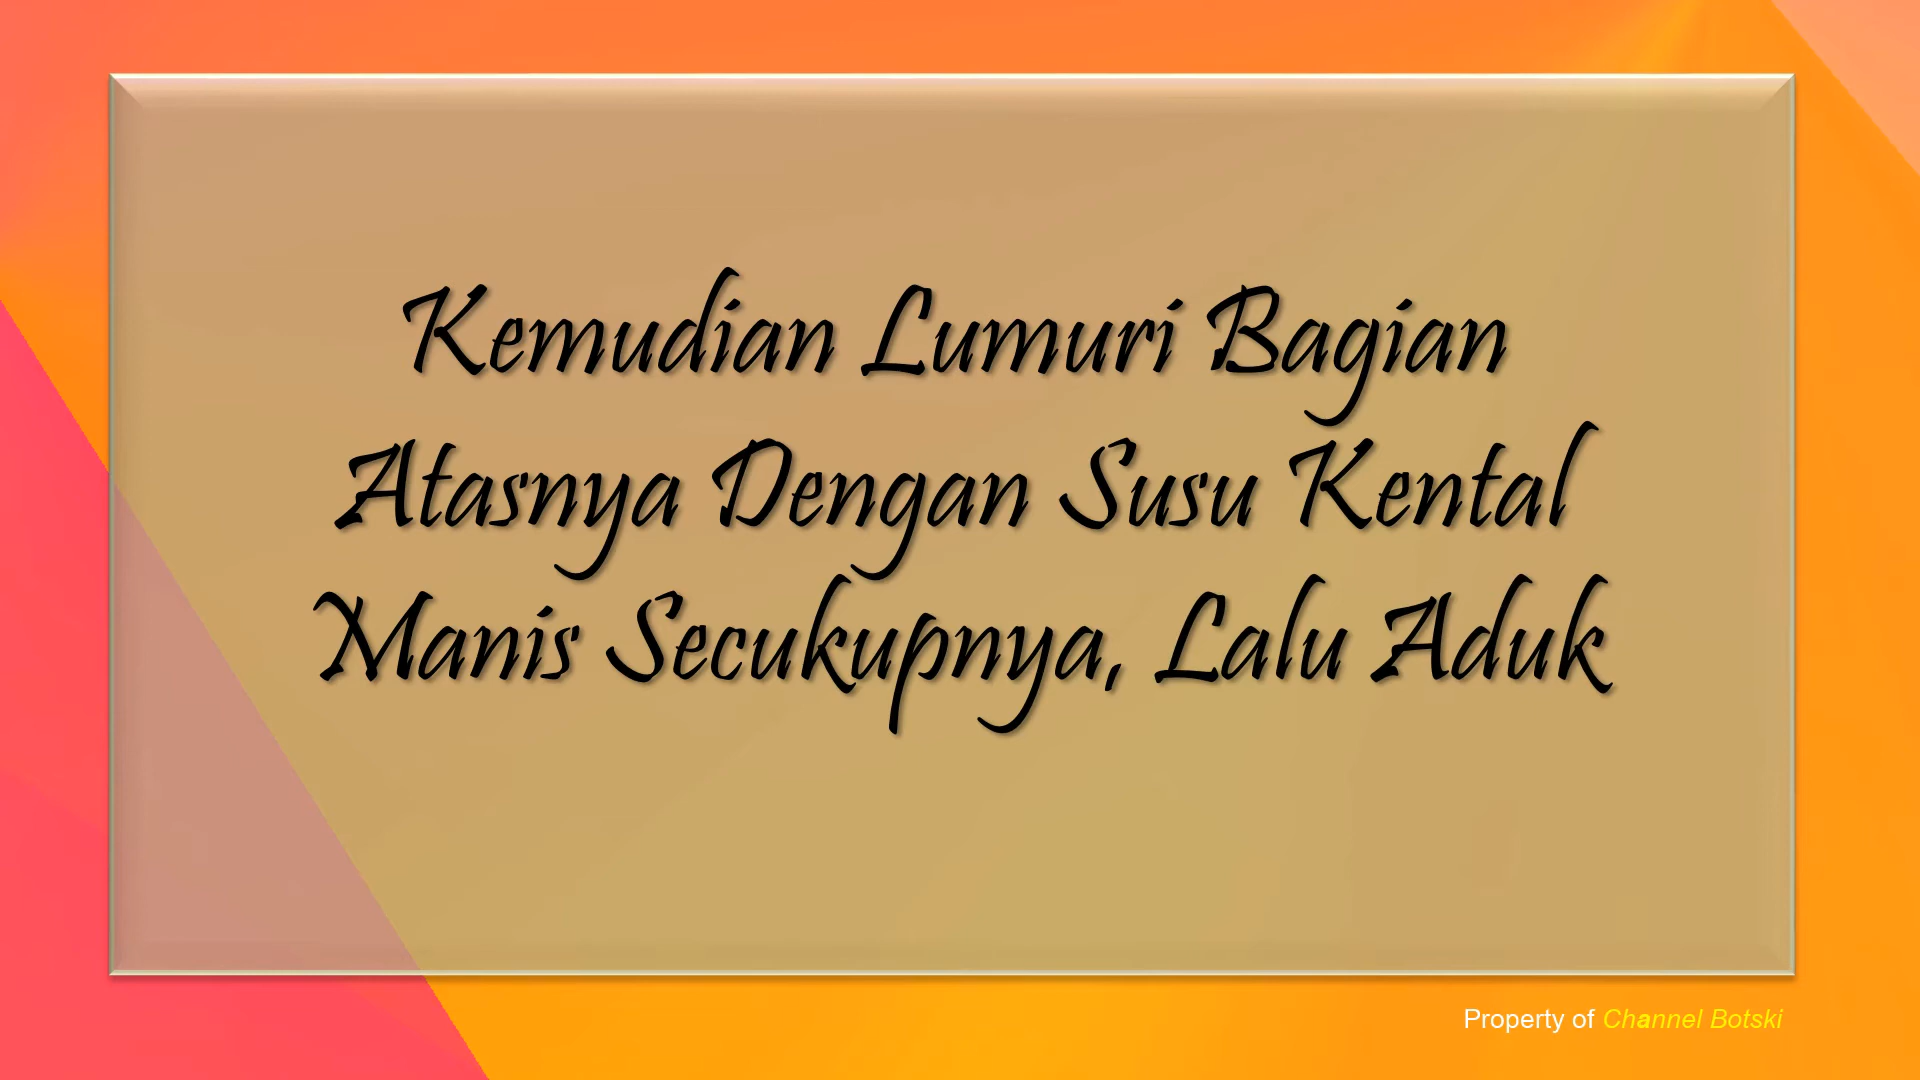 Kemudian Lumuri Bagian
Atasnya Dengan Susu Kental
Manis Secukupnya, Lalu Aduk
Property of Channel Botski